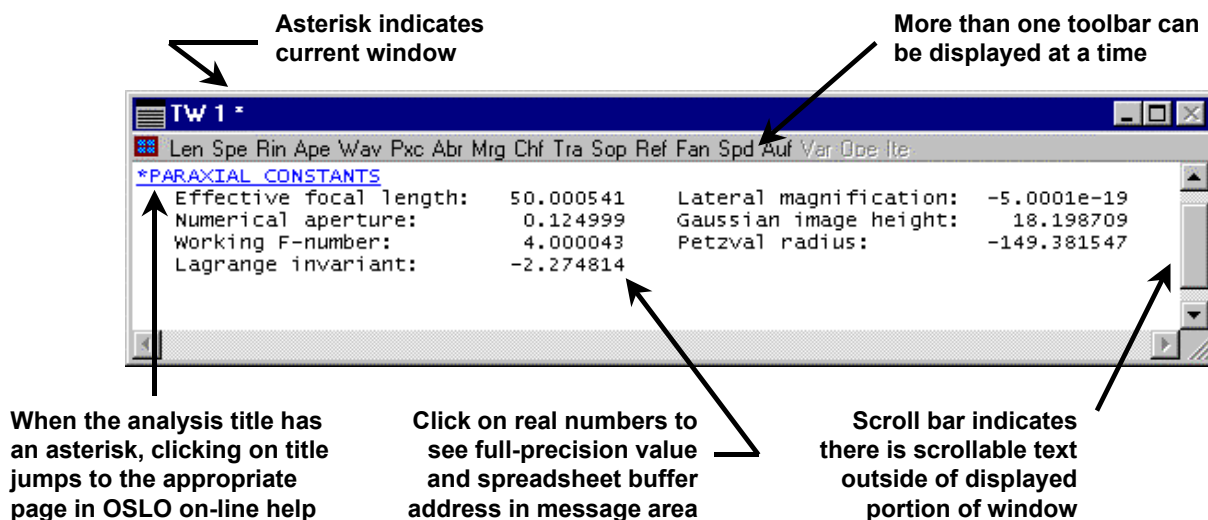 Asterisk indicates
current window
More than one toolbar can
be displayed at a time
TW 1 *
Len Spe Rin Ape Wav Pxc Abr Mrg Chf Tra Sop Ref Fan Spd Auf Var Ope Ite
*PARAXIAL CONSTANTS
Effective focal length: 50.000541 Lateral magnification: -5.0001e-19
Numerical aperture: 0.124999 Gaussian image height: 18.198709
Working F-number: 4.000043 Petzval radius: -149.381547
Lagrange invariant: -2.274814
When the analysis title has
an asterisk, clicking on title
jumps to the appropriate
page in OSLO on-line help
Click on real numbers to
see full-precision value
and spreadsheet buffer
address in message area
Scroll bar indicates
there is scrollable text
outside of displayed
portion of window